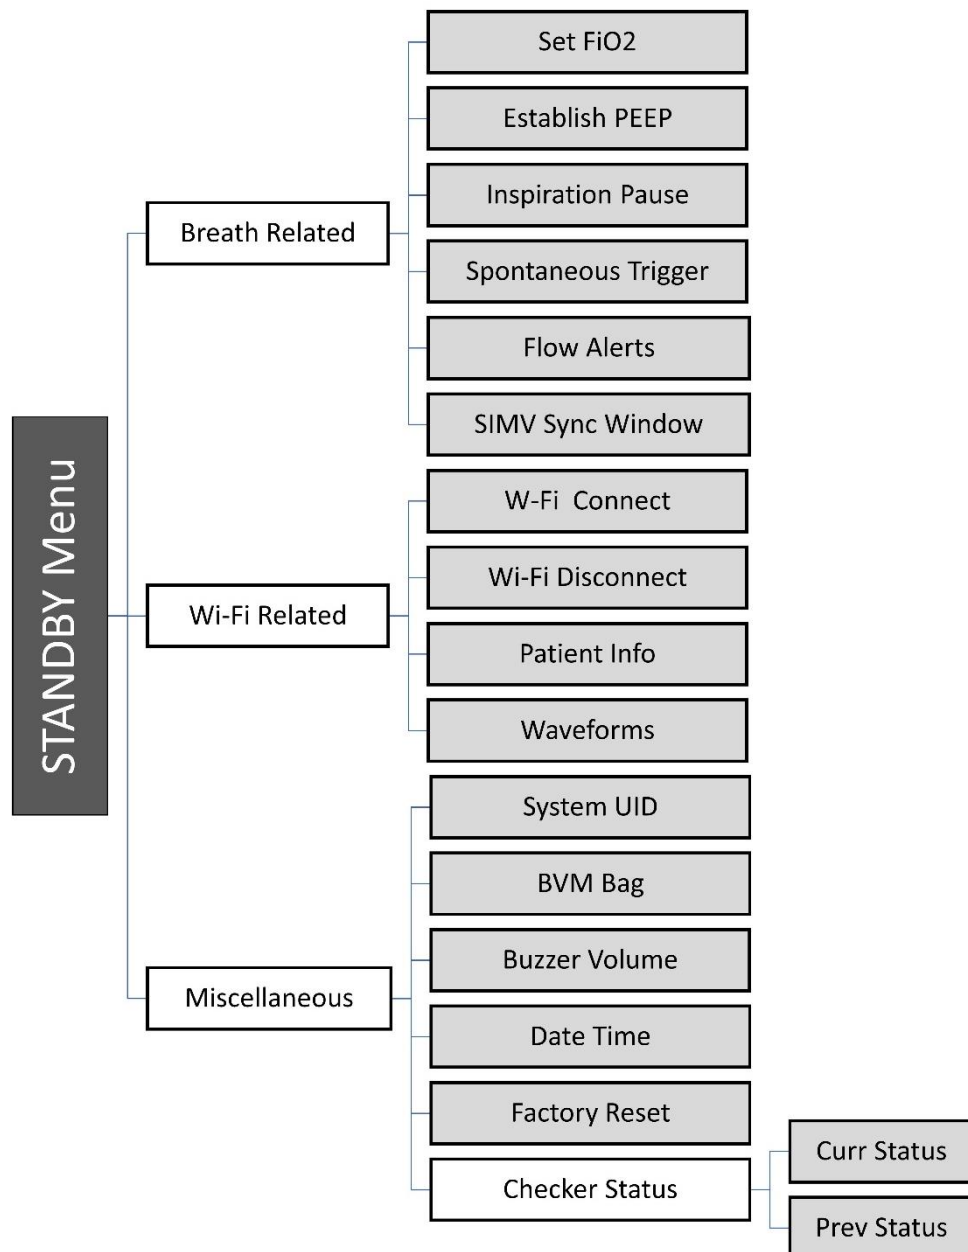 STANDBY Menu
Breath Related
Set FiO2
Establish PEEP
Inspiration Pause
Spontaneous Trigger
Flow Alerts
SIMV Sync Window
Wi-Fi Related
W-Fi  Connect
Wi-Fi Disconnect
Patient Info
Waveforms
Miscellaneous
System UID
BVM Bag
Buzzer Volume
Date Time
Factory Reset
Checker Status
Curr Status
Prev Status